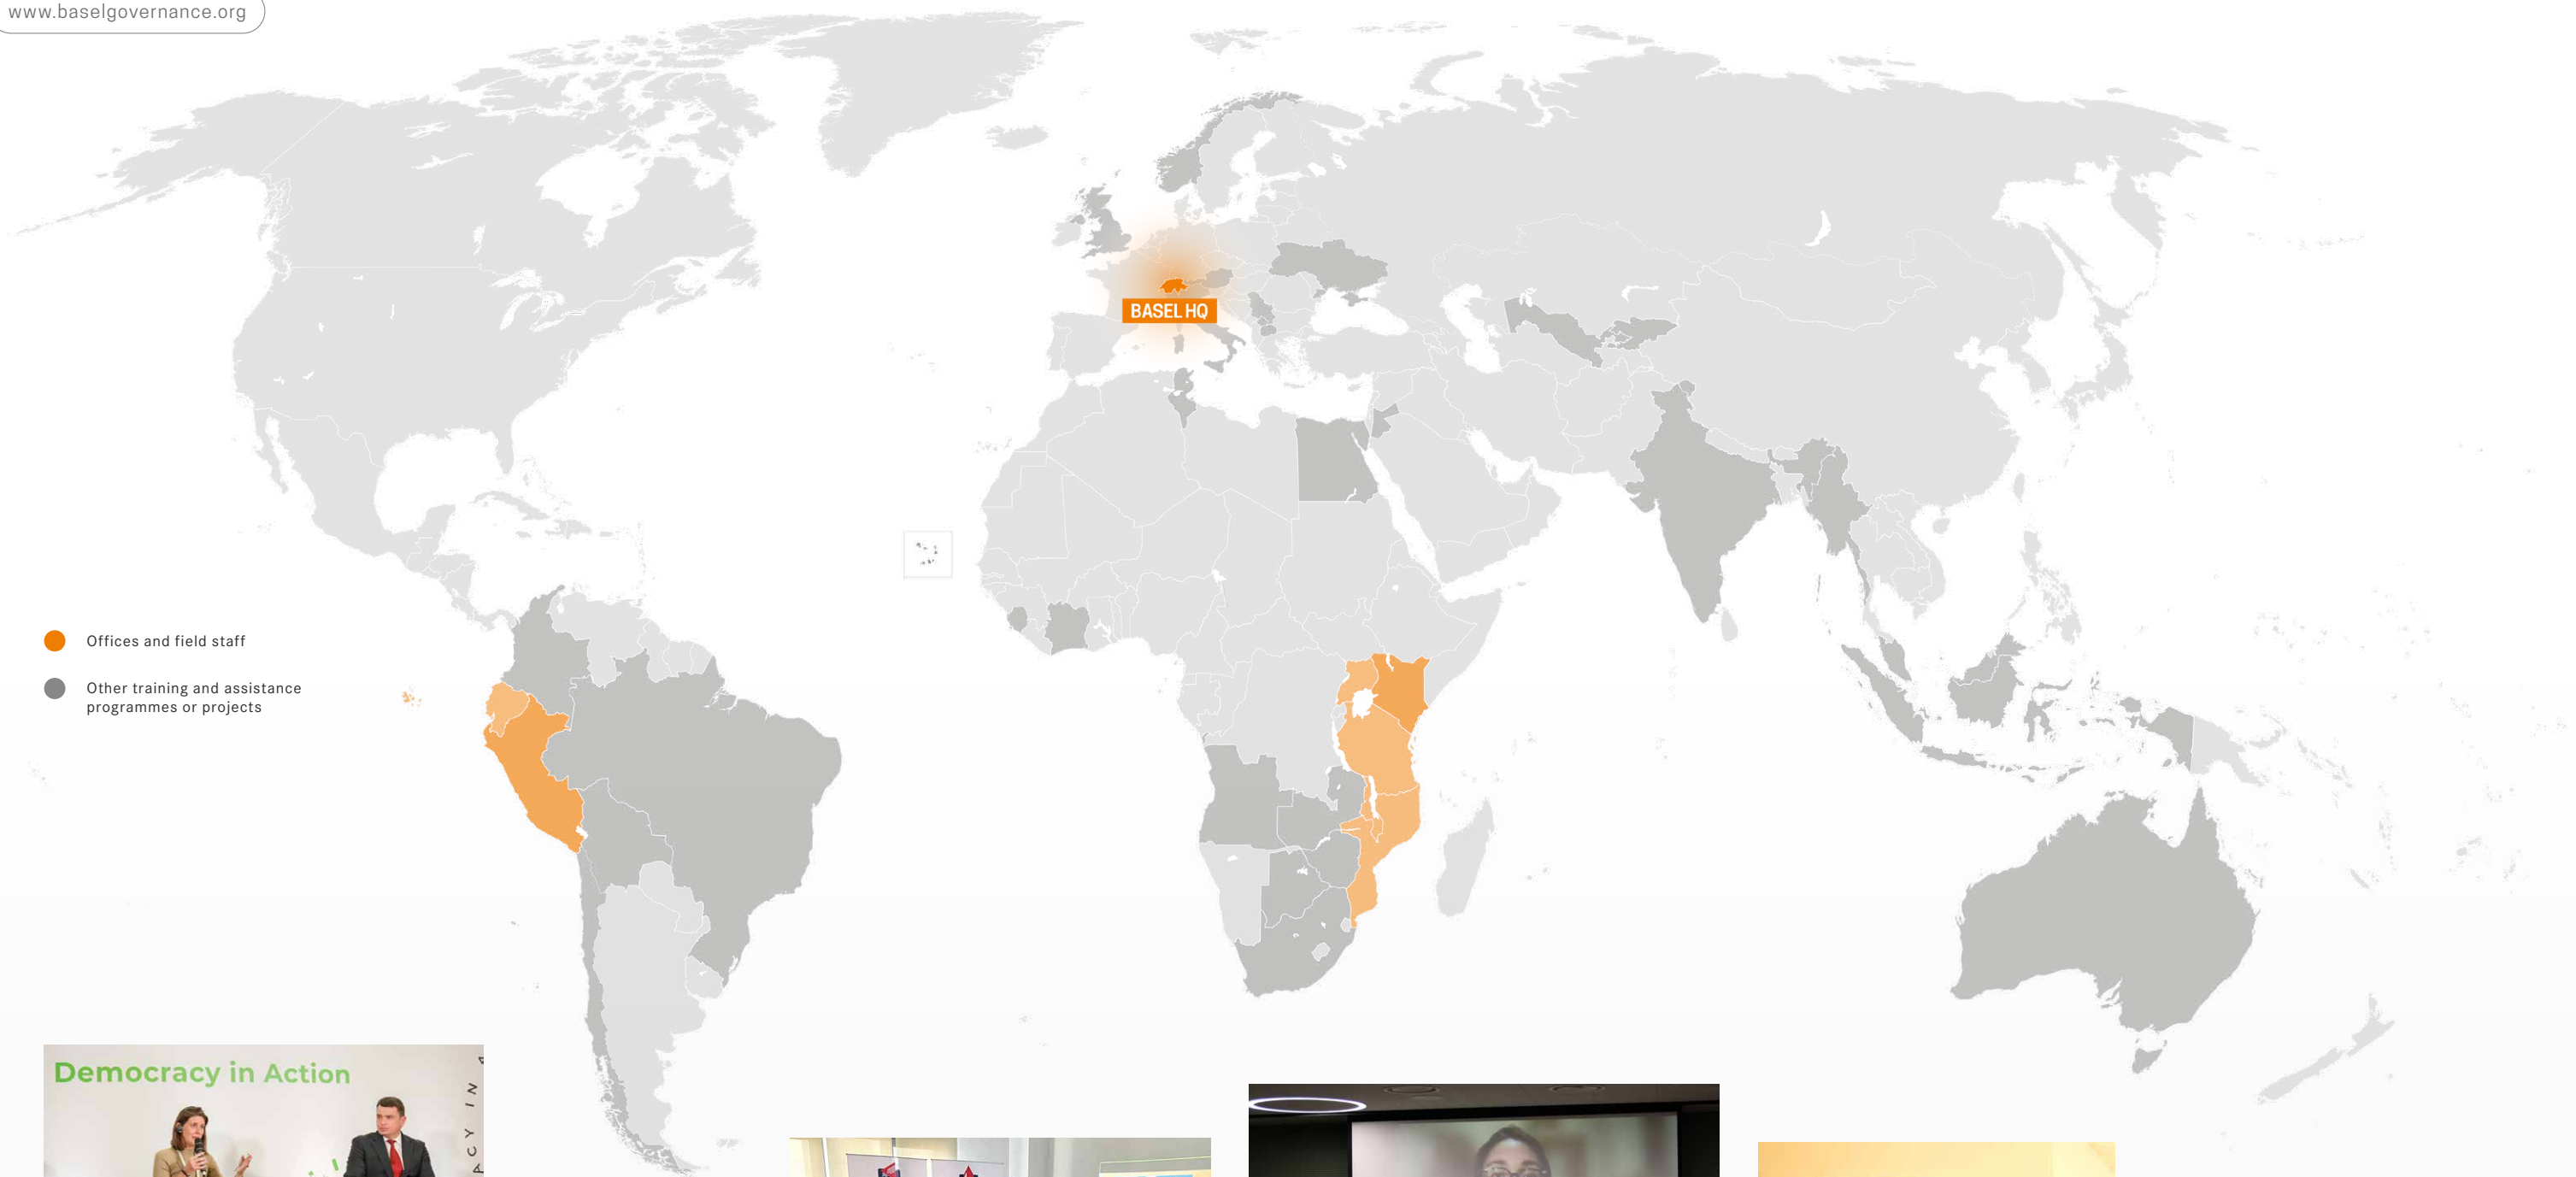 www.baselgovernance.org
BASEL HQ
Offices and field staff
Other training and assistance
programmes or projects
Democracy in Action